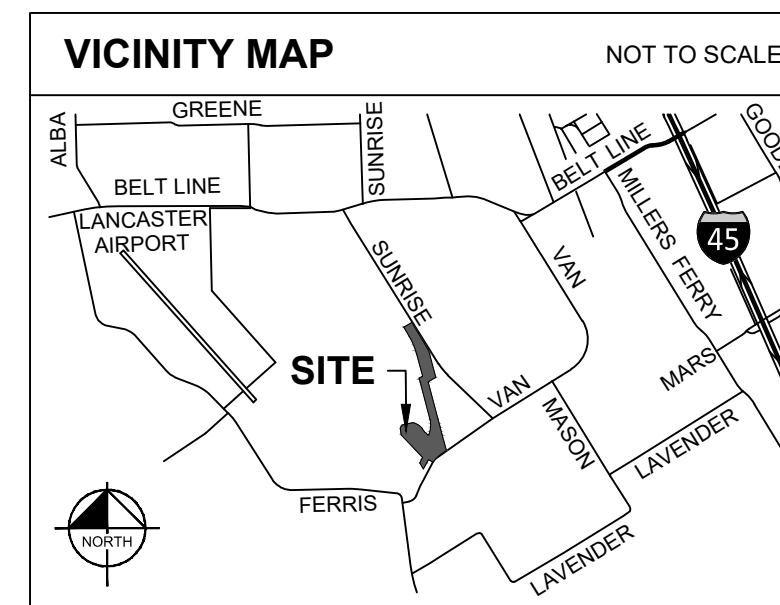 VICINITY MAP
NOT TO SCALE
GREENE
ALBA
SUNRISE
BELT LINE
BELT LINE
LANCASTER
AIRPORT
MILLERS FERRY
45
SUNRISE
VAN
SITE
MARS
VAN
MASON
LAVENDER
FERRIS
NORTH
LAVENDER